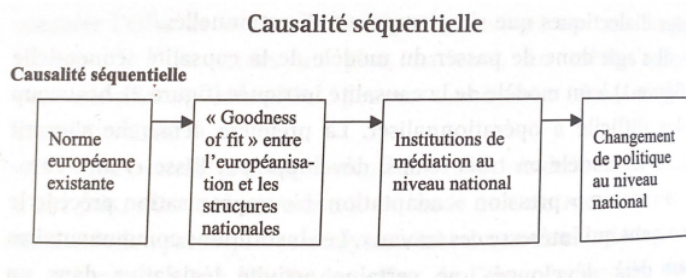 Causalité séquentielle
Causalité séquentielle
Norme
européenne
existante
« Goodness
of fit » entre
l'européanisa-
tion et les
structures
nationales
Institutions de
médiation au
niveau national
Changement
de politique
au niveau
national